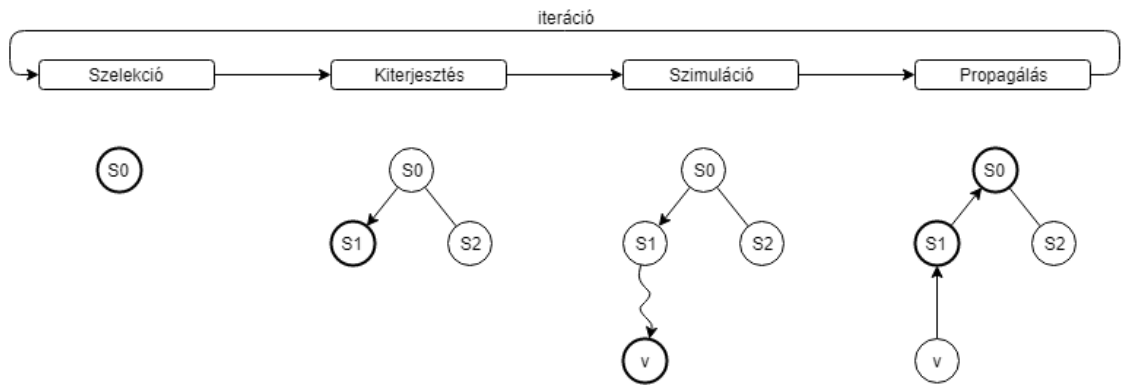 iteráció
Szelekció
Kiterjesztés
Szimuláció
Propagálás
S0
S0
S0
S0
S1
S2
S1
S2
S1
S2
v
v